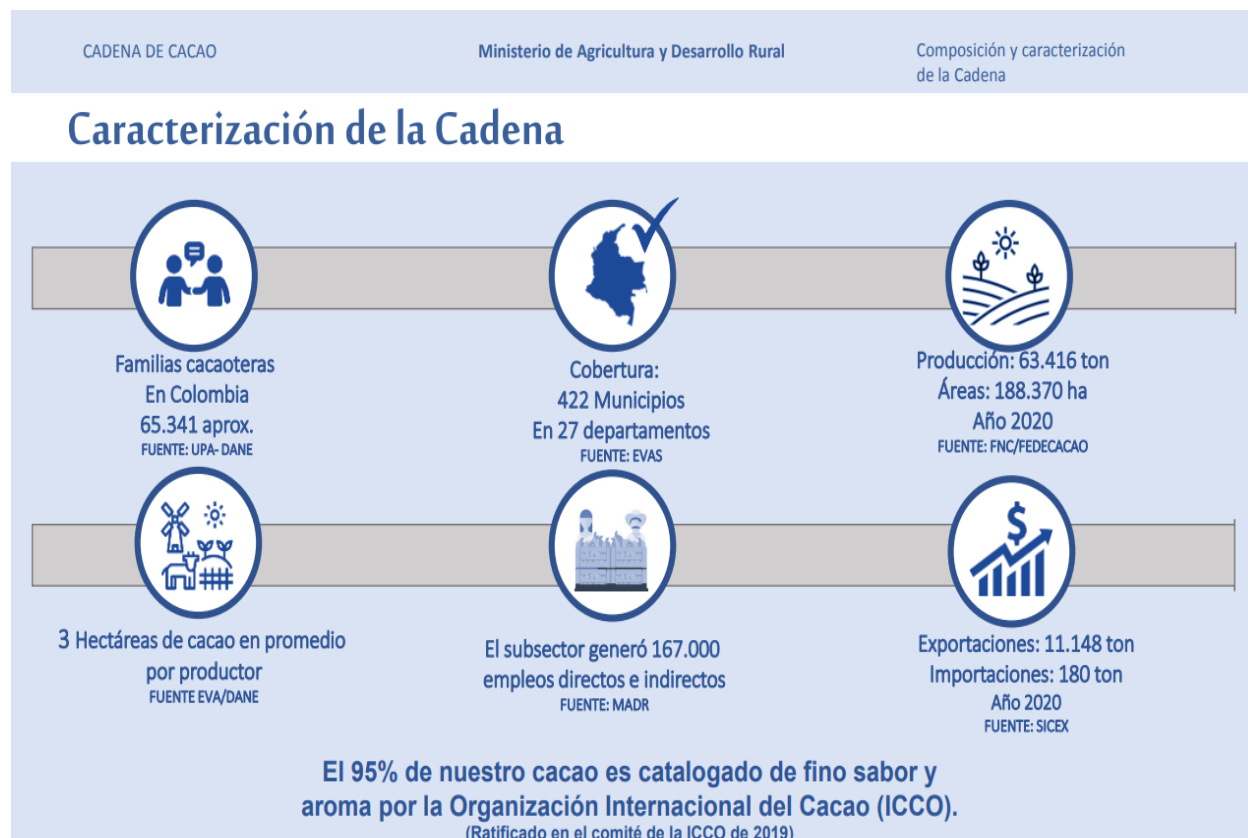 CADENA DE CACAO
Ministerio de Agricultura y Desarrollo Rural
Composición y caracterización
de la Cadena
Caracterización de la Cadena
Familias cacaoteras
En Colombia
65.341 aprox.
FUENTE: UPA- DANE
Cobertura:
422 Municipios
En 27 departamentos
FUENTE: EVAS
Producción: 63.416 ton
Áreas: 188.370 ha
Año 2020
FUENTE: FNC/FEDECACAO
3 Hectáreas de cacao en promedio
por productor
FUENTE EVA/DANE
El subsector generó 167.000
empleos directos e indirectos
FUENTE: MADR
$
Exportaciones: 11.148 ton
Importaciones: 180 ton
Año 2020
FUENTE: SICEX
El 95% de nuestro cacao es catalogado de fino sabor y
aroma por la Organización Internacional del Cacao (ICCO).
(Ratificado en el comité de la ICCO de 2019)